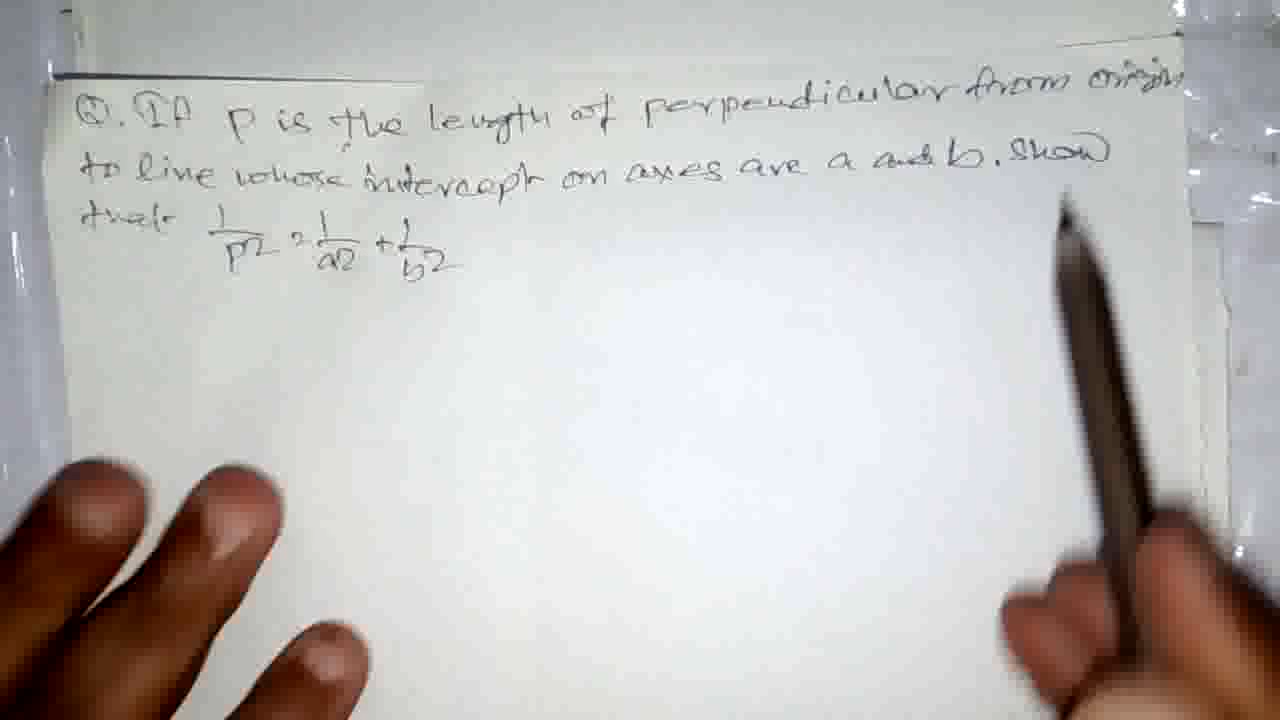 Q. If P is the length of perpendicular from origin
to line whose intercept on axes are a and b. show
that 1/p2 = 1/a2 + 1/b2